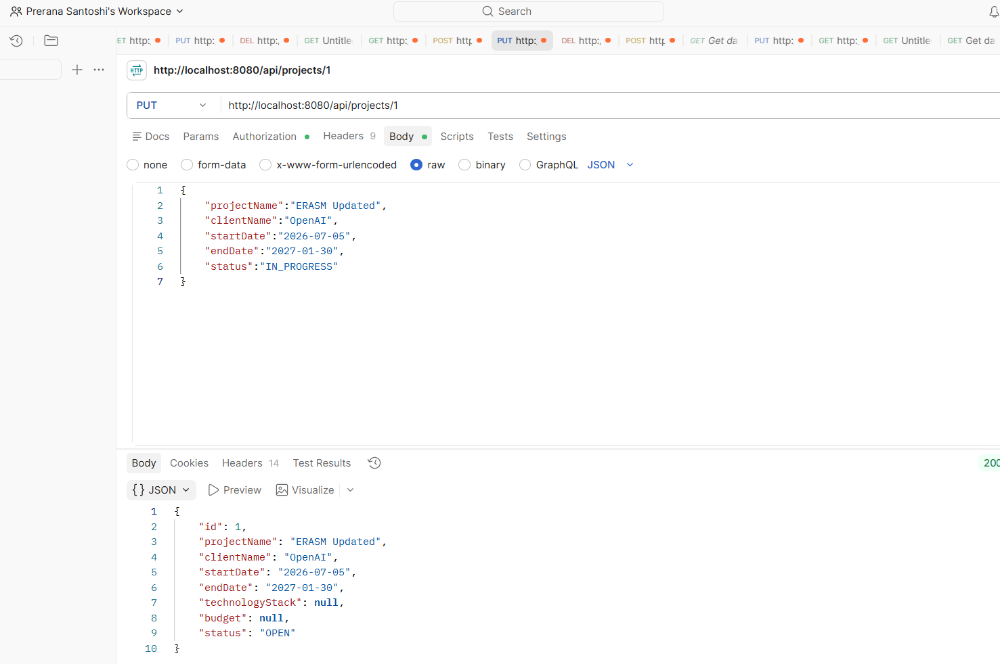 Prerana Santoshi's Workspace
Search
ET http:
PUT http:
DEL http:
GET Untitle
GET http:
POST http
PUT http:
DEL http:
POST http
GET Get da
PUT http:
GET http:
GET Untitle
GET Get da
HTTP
http://localhost:8080/api/projects/1
PUT
http://localhost:8080/api/projects/1
Docs Params Authorization Headers 9 Body Scripts Tests Settings
none form-data x-www-form-urlencoded raw binary GraphQL JSON
1 {
2 "projectName":"ERASM Updated",
3 "clientName":"OpenAI",
4 "startDate":"2026-07-05",
5 "endDate":"2027-01-30",
6 "status":"IN_PROGRESS"
7 }
Body Cookies Headers 14 Test Results
200
{} JSON Preview Visualize
1 {
2 "id": 1,
3 "projectName": "ERASM Updated",
4 "clientName": "OpenAI",
5 "startDate": "2026-07-05",
6 "endDate": "2027-01-30",
7 "technologyStack": null,
8 "budget": null,
9 "status": "OPEN"
10 }